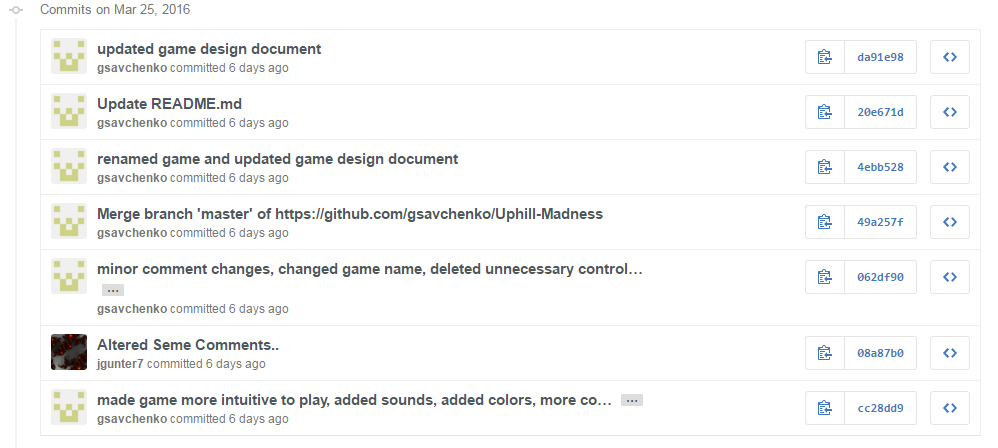 Commits on Mar 25, 2016
updated game design document
gsavchenko committed 6 days ago
da91e98
Update README.md
gsavchenko committed 6 days ago
20e671d
renamed game and updated game design document
gsavchenko committed 6 days ago
4ebb528
Merge branch 'master' of https://github.com/gsavchenko/Uphill-Madness
gsavchenko committed 6 days ago
49a257f
minor comment changes, changed game name, deleted unnecessary control…
…
gsavchenko committed 6 days ago
062df90
Altered Seme Comments..
jgunter7 committed 6 days ago
08a87b0
made game more intuitive to play, added sounds, added colors, more co… …
gsavchenko committed 6 days ago
cc28dd9